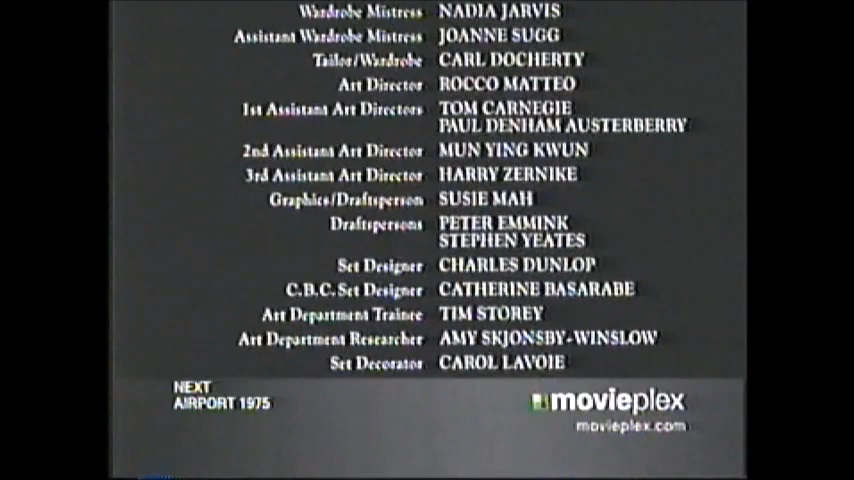 Wardrobe Mistress NADIA JARVIS
Assistant Wardrobe Mistress JOANNE SUGG
Tailor/Wardrobe CARL DOCHERTY
Art Director ROCCO MATTEO
1st Assistant Art Directors TOM CARNEGIE
PAUL DENHAM AUSTERBERRY
2nd Assistant Art Director MUN YING KWUN
3rd Assistant Art Director HARRY ZERNIKE
Graphics/Draftsperson SUSIE MAH
Draftspersons PETER EMMINK
STEPHEN YEATES
Set Designer CHARLES DUNLOP
C.B.C. Set Designer CATHERINE BASARABE
Art Department Trainee TIM STOREY
Art Department Researcher AMY SKJONSBY-WINSLOW
Set Decorator CAROL LAVOIE
NEXT
AIRPORT 1975
movieplex
movieplex.com